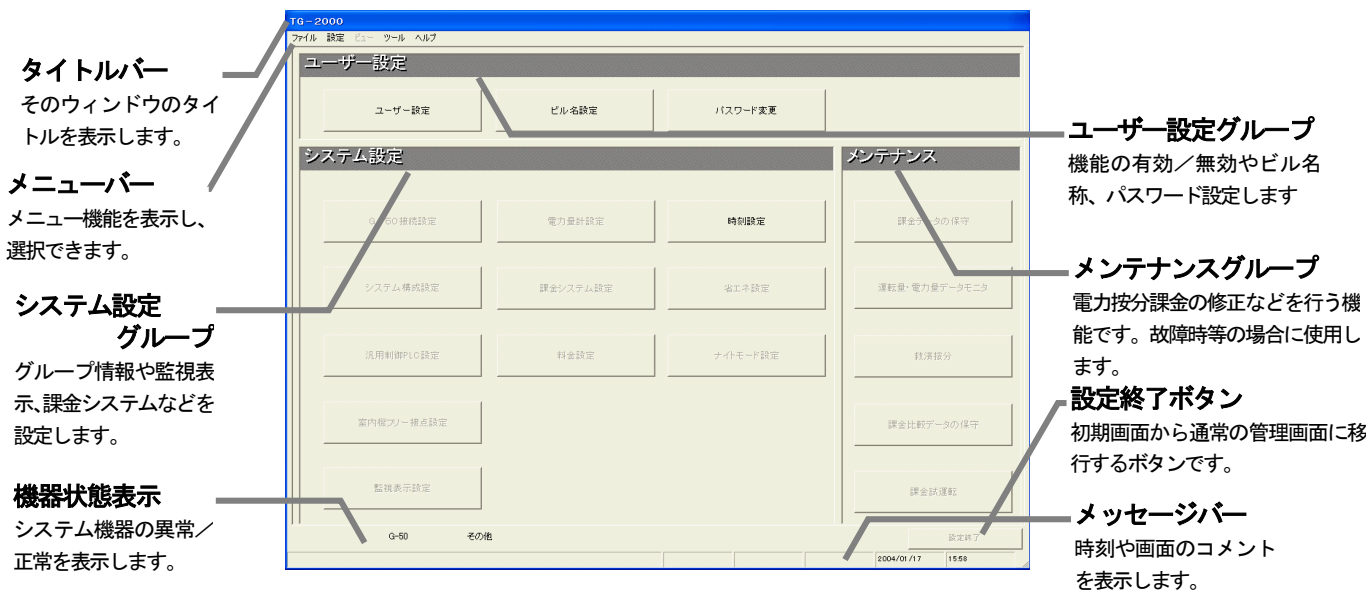 タイトルバー
そのウィンドウのタイ
トルを表示します。
メニューバー
メニュー機能を表示し、
選択できます。
システム設定
グループ
グループ情報や監視表
示、課金システムなどを
設定します。
機器状態表示
システム機器の異常／
正常を表示します。
TG-2000
ファイル 設定 ビュー ツール ヘルプ
ユーザー設定
ユーザー設定 ビル名設定 パスワード変更
システム設定
電力量計設定 時刻設定
システム構成設定 課金システム設定 省エネ設定
汎用制御PLC設定 料金設定 ナイトモード設定
案内機フリー接点設定
監視表示設定
メンテナンス
課金データの保守
運転量・電力量データモニタ
救済按分
課金比較データの保守
課金試運転
G-50 その他 設定終了
2004/01/17 15:58
ユーザー設定グループ
機能の有効／無効やビル名
称、パスワード設定します
メンテナンスグループ
電力按分課金の修正などを行う機
能です。故障時等の場合に使用し
ます。
設定終了ボタン
初期画面から通常の管理画面に移
行するボタンです。
メッセージバー
時刻や画面のコメント
を表示します。